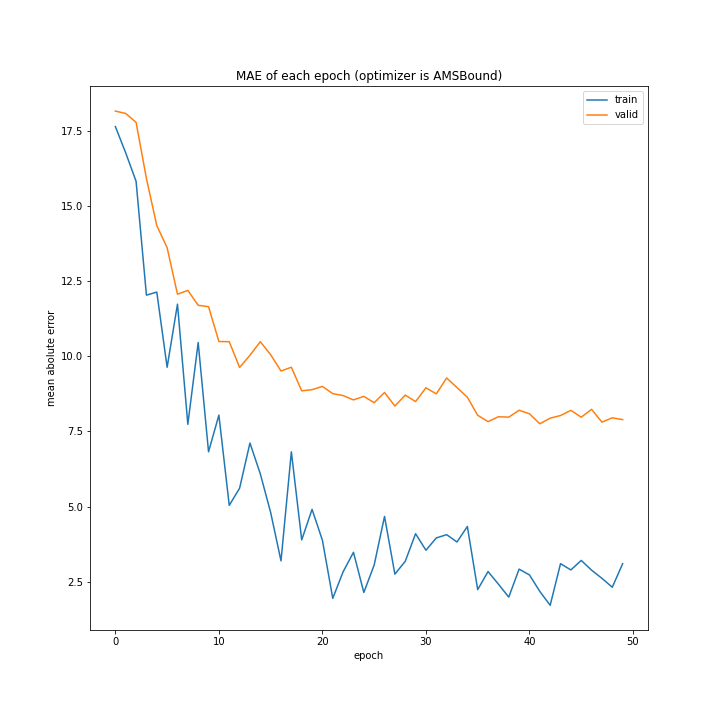 MAE of each epoch (optimizer is AMSBound)
train
valid
17.5
15.0
12.5
10.0
7.5
5.0
2.5
mean abolute error
0 10 20 30 40 50
epoch